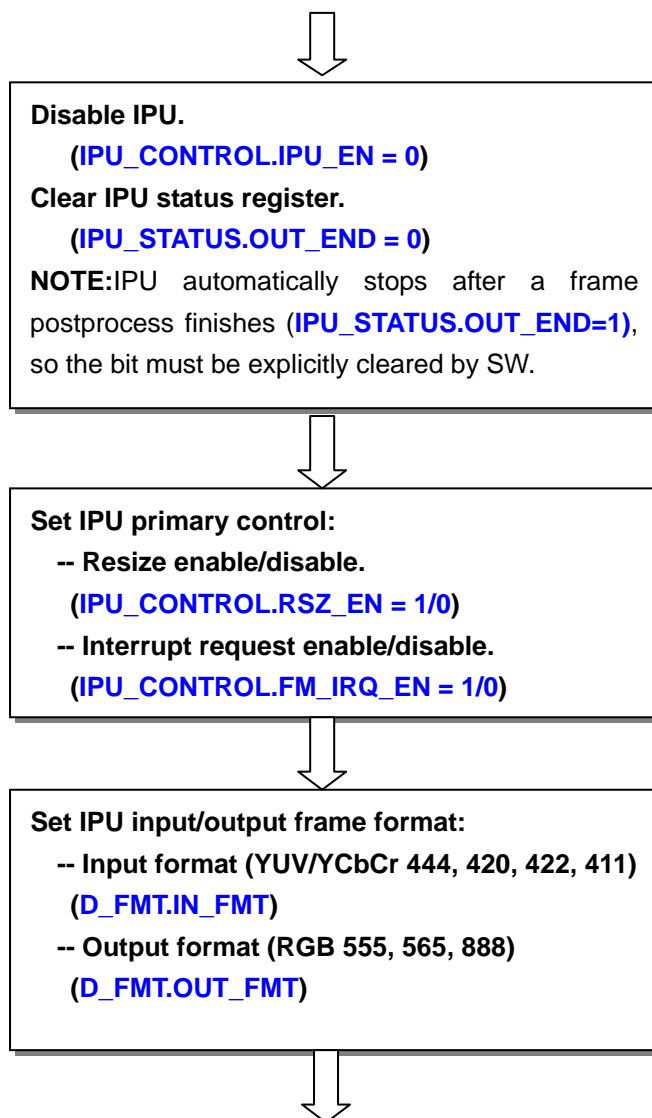 Disable IPU.
(IPU_CONTROL.IPU_EN = 0)
Clear IPU status register.
(IPU_STATUS.OUT_END = 0)
NOTE:IPU automatically stops after a frame
postprocess finishes (IPU_STATUS.OUT_END=1),
so the bit must be explicitly cleared by SW.
Set IPU primary control:
-- Resize enable/disable.
(IPU_CONTROL.RSZ_EN = 1/0)
-- Interrupt request enable/disable.
(IPU_CONTROL.FM_IRQ_EN = 1/0)
Set IPU input/output frame format:
-- Input format (YUV/YCbCr 444, 420, 422, 411)
(D_FMT.IN_FMT)
-- Output format (RGB 555, 565, 888)
(D_FMT.OUT_FMT)